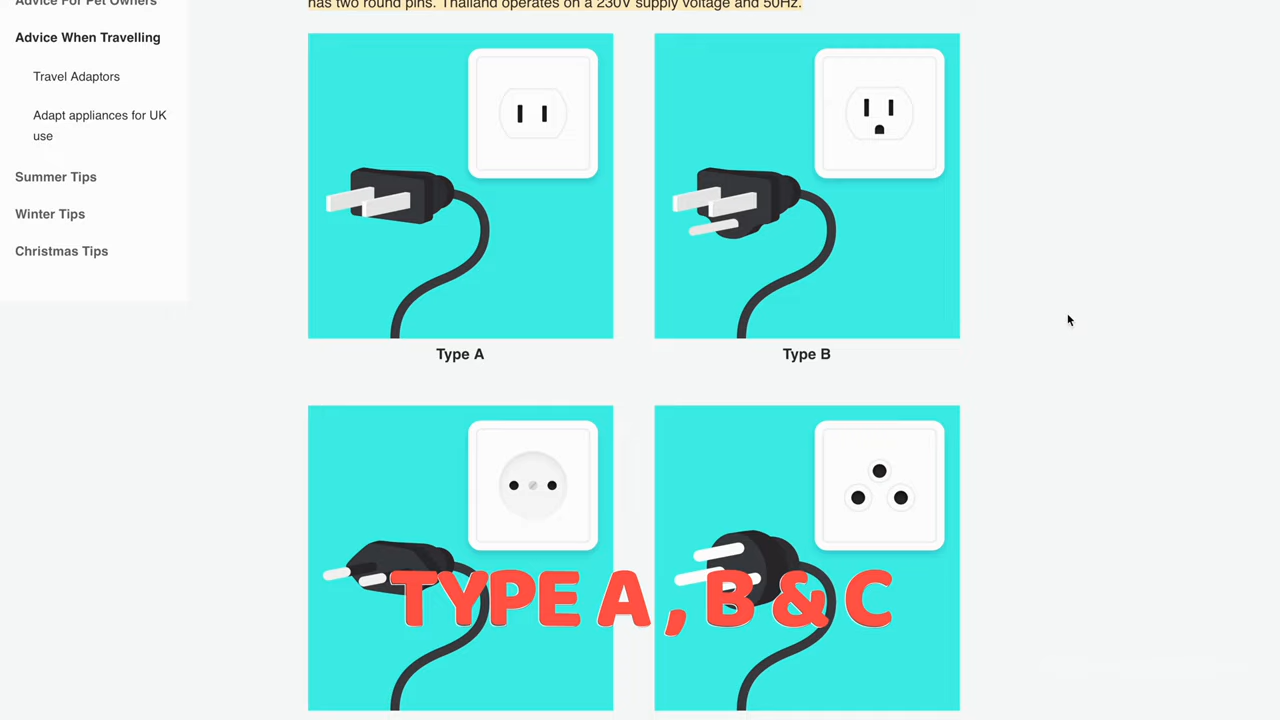 Advice For Pet Owners
has two round pins. Thailand operates on a 230V supply voltage and 50Hz.
Advice When Travelling
Travel Adaptors
Adapt appliances for UK
use
Summer Tips
Winter Tips
Christmas Tips
Type A
Type B
TYPE A , B & C